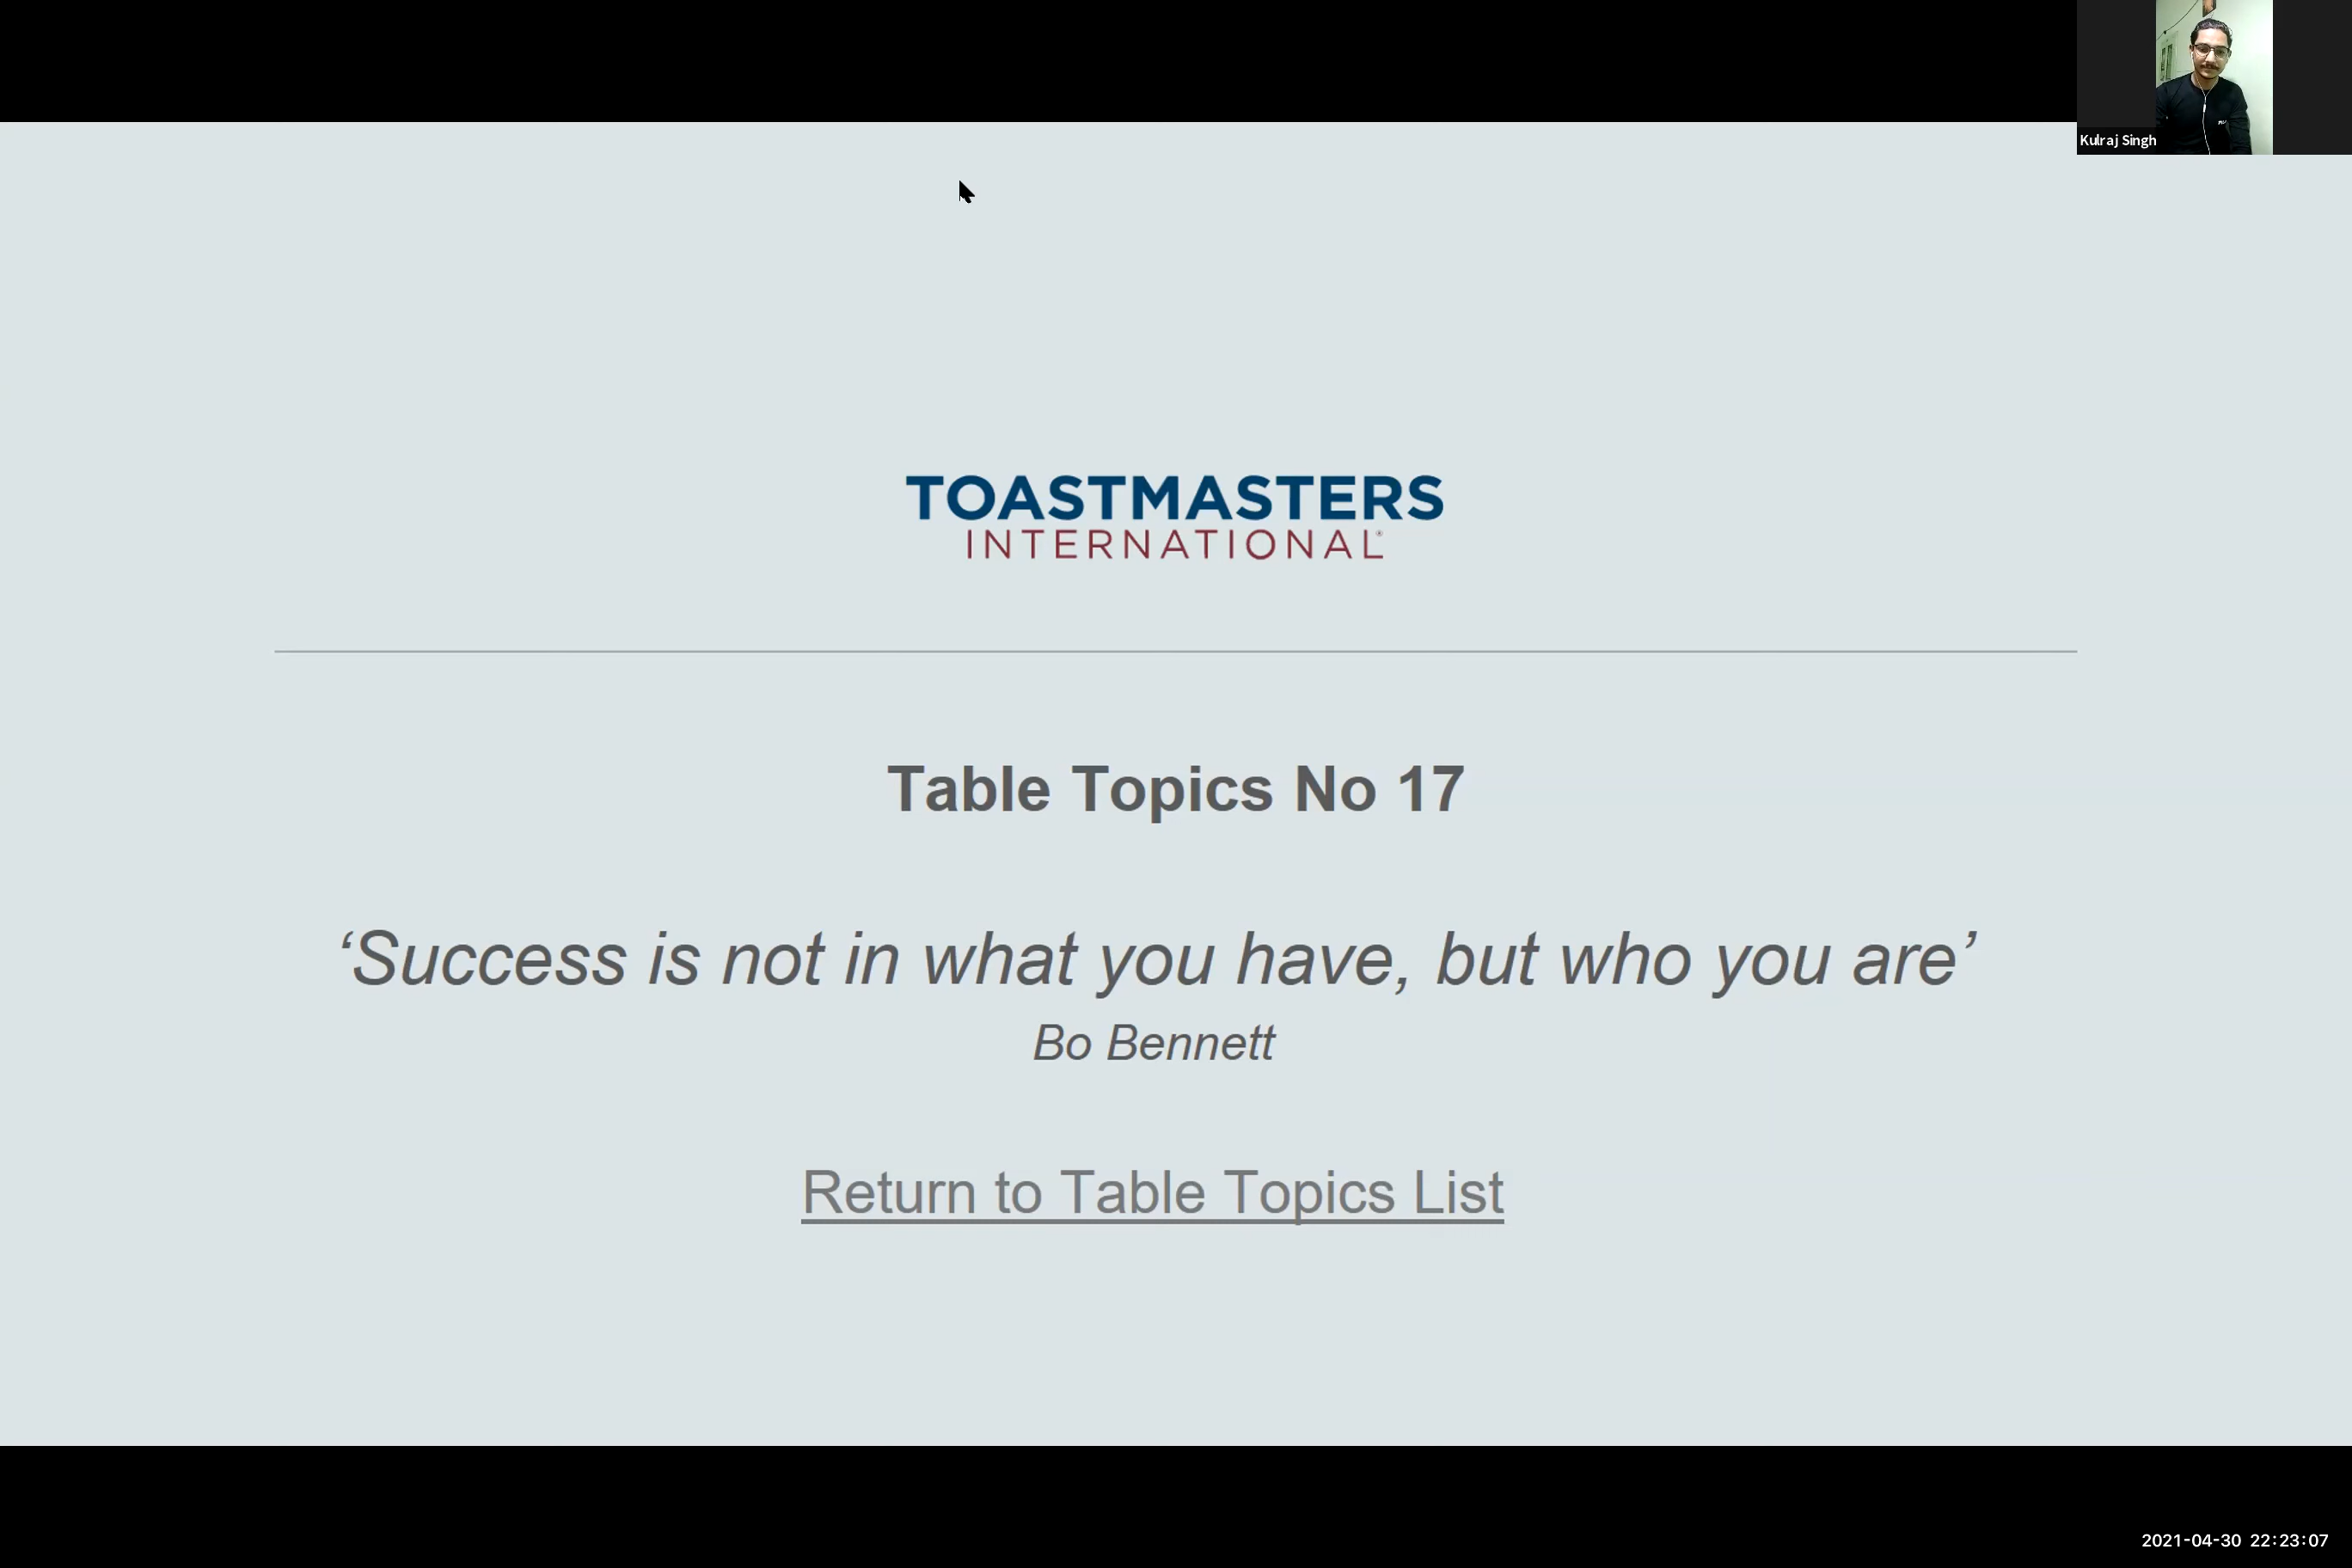 Kulraj Singh
TOASTMASTERS
INTERNATIONAL®
Table Topics No 17
‘Success is not in what you have, but who you are’
Bo Bennett
Return to Table Topics List
2021-04-30 22:23:07